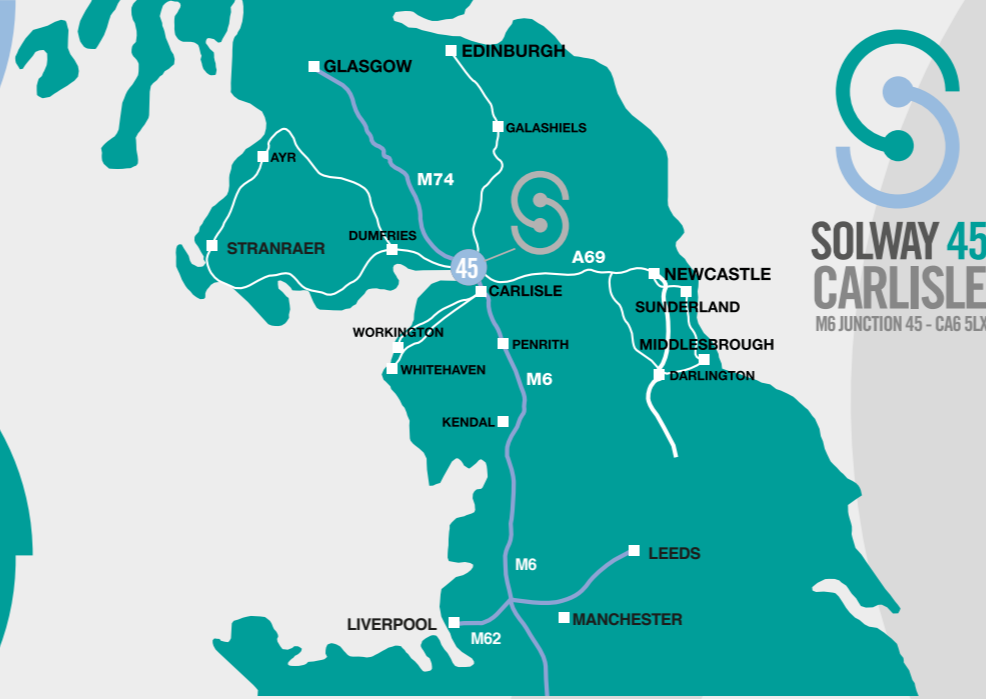 EDINBURGH
GLASGOW
GALASHIELS
AYR
M74
DUMFRIES
STRANRAER
A69
45
NEWCASTLE
CARLISLE
SUNDERLAND
WORKINGTON
PENRITH
MIDDLESBROUGH
WHITEHAVEN
M6
DARLINGTON
KENDAL
LEEDS
M6
LIVERPOOL
MANCHESTER
M62
SOLWAY 45
CARLISLE
M6 JUNCTION 45 - CA6 5LX